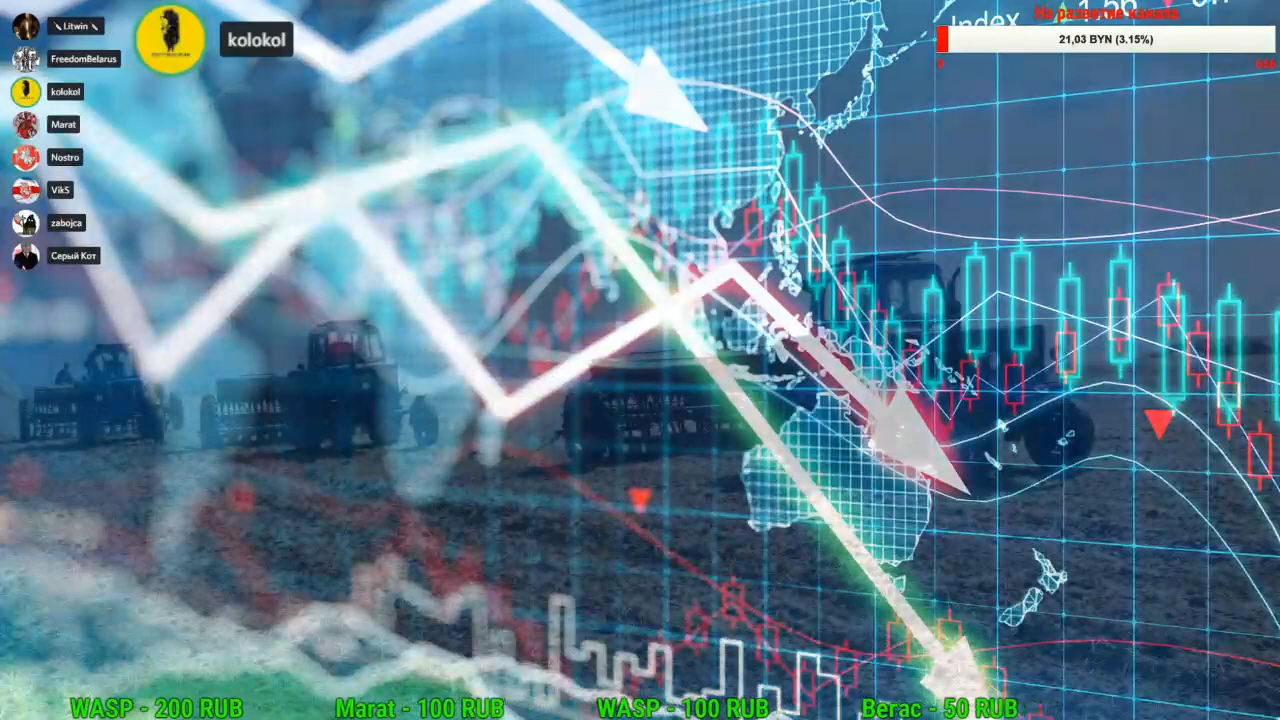 Litwin
FreedomBelarus
kolokol
Marat
Nostro
VikS
zabojca
Серый Кот
kolokol
Index
На развитие канала
21,03 BYN (3.15%)
WASP - 200 RUB
Marat - 100 RUB
WASP - 100 RUB
Berac - 50 RUB